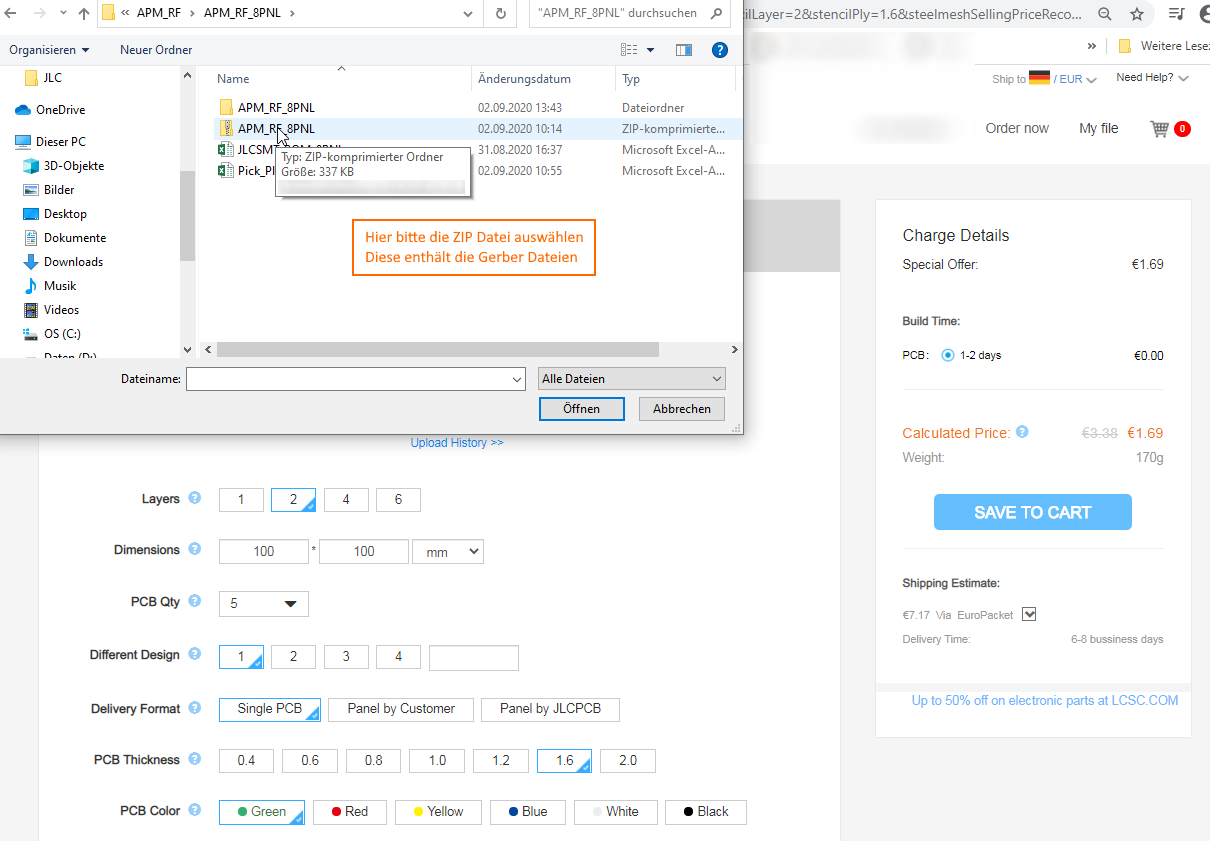 « APM_RF › APM_RF_8PNL ›
"APM_RF_8PNL" durchsuchen
ilLayer=2&stencilPly=1.6&steelmeshSellingPriceReco...
Organisieren
Neuer Ordner
»
Weitere Lese
JLC
OneDrive
Dieser PC
3D-Objekte
Bilder
Desktop
Dokumente
Downloads
Musik
Videos
OS (C:)
Daten (D:)
Name Änderungsdatum Typ
APM_RF_8PNL 02.09.2020 13:43 Dateiordner
APM_RF_8PNL 02.09.2020 10:14 ZIP-komprimierte...
31.08.2020 16:37 Microsoft Excel-A...
Pick_Pl 02.09.2020 10:55 Microsoft Excel-A...
Typ: ZIP-komprimierter Ordner
Größe: 337 KB
Hier bitte die ZIP Datei auswählen
Diese enthält die Gerber Dateien
Dateiname:
Alle Dateien
Öffnen
Abbrechen
Ship to / EUR
Need Help?
Order now
My file
0
Upload History >>
Layers ? 1 2 4 6
Dimensions ? 100 * 100 mm
PCB Qty ? 5
Different Design ? 1 2 3 4
Delivery Format ? Single PCB Panel by Customer Panel by JLCPCB
PCB Thickness ? 0.4 0.6 0.8 1.0 1.2 1.6 2.0
PCB Color ? Green Red Yellow Blue White Black
Charge Details
Special Offer: €1.69
Build Time:
PCB: 1-2 days €0.00
Calculated Price: ? €3.38 €1.69
Weight: 170g
SAVE TO CART
Shipping Estimate:
€7.17 Via EuroPacket
Delivery Time: 6-8 bussiness days
Up to 50% off on electronic parts at LCSC.COM